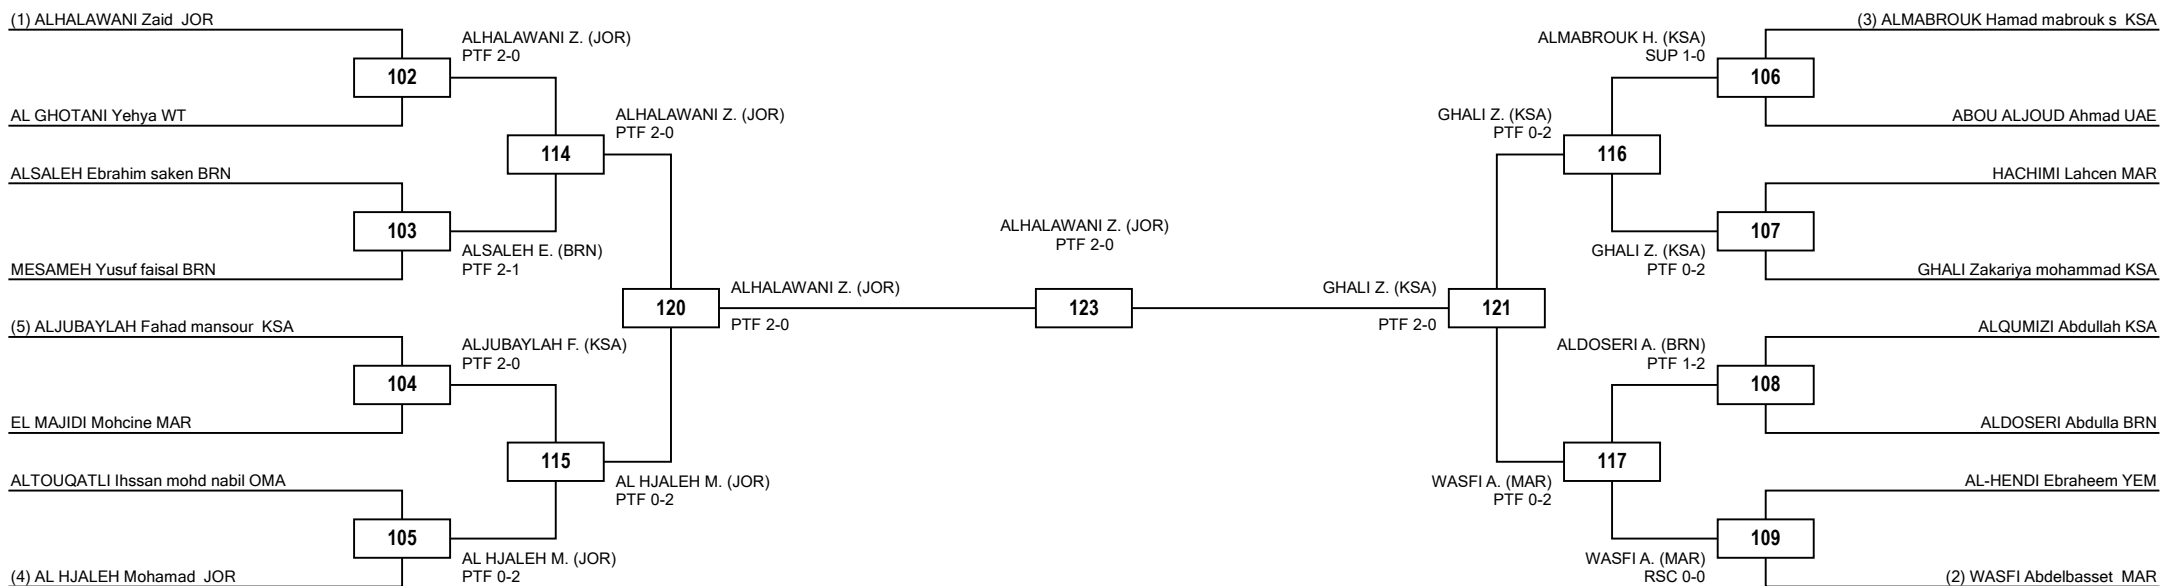 (1) ALHALAWANI Zaid  JOR
ALHALAWANI Z. (JOR)
PTF 2-0
102
AL GHOTANI Yehya WT
ALHALAWANI Z. (JOR)
PTF 2-0
114
ALSALEH Ebrahim saken BRN
103
ALSALEH E. (BRN)
PTF 2-1
MESAMEH Yusuf faisal BRN
120
ALHALAWANI Z. (JOR)
PTF 2-0
(5) ALJUBAYLAH Fahad mansour  KSA
ALJUBAYLAH F. (KSA)
PTF 2-0
104
EL MAJIDI Mohcine MAR
115
AL HJALEH M. (JOR)
PTF 0-2
ALTOUQATLI Ihssan mohd nabil OMA
105
AL HJALEH M. (JOR)
PTF 0-2
(4) AL HJALEH Mohamad  JOR
ALHALAWANI Z. (JOR)
PTF 2-0
123
(3) ALMABROUK Hamad mabrouk s  KSA
ALMABROUK H. (KSA)
SUP 1-0
106
ABOU ALJOUD Ahmad UAE
GHALI Z. (KSA)
PTF 0-2
116
HACHIMI Lahcen MAR
107
GHALI Z. (KSA)
PTF 0-2
GHALI Zakariya mohammad KSA
GHALI Z. (KSA)
PTF 2-0
121
ALQUMIZI Abdullah KSA
ALDOSERI A. (BRN)
PTF 1-2
108
ALDOSERI Abdulla BRN
117
WASFI A. (MAR)
PTF 0-2
AL-HENDI Ebraheem YEM
109
WASFI A. (MAR)
RSC 0-0
(2) WASFI Abdelbasset  MAR